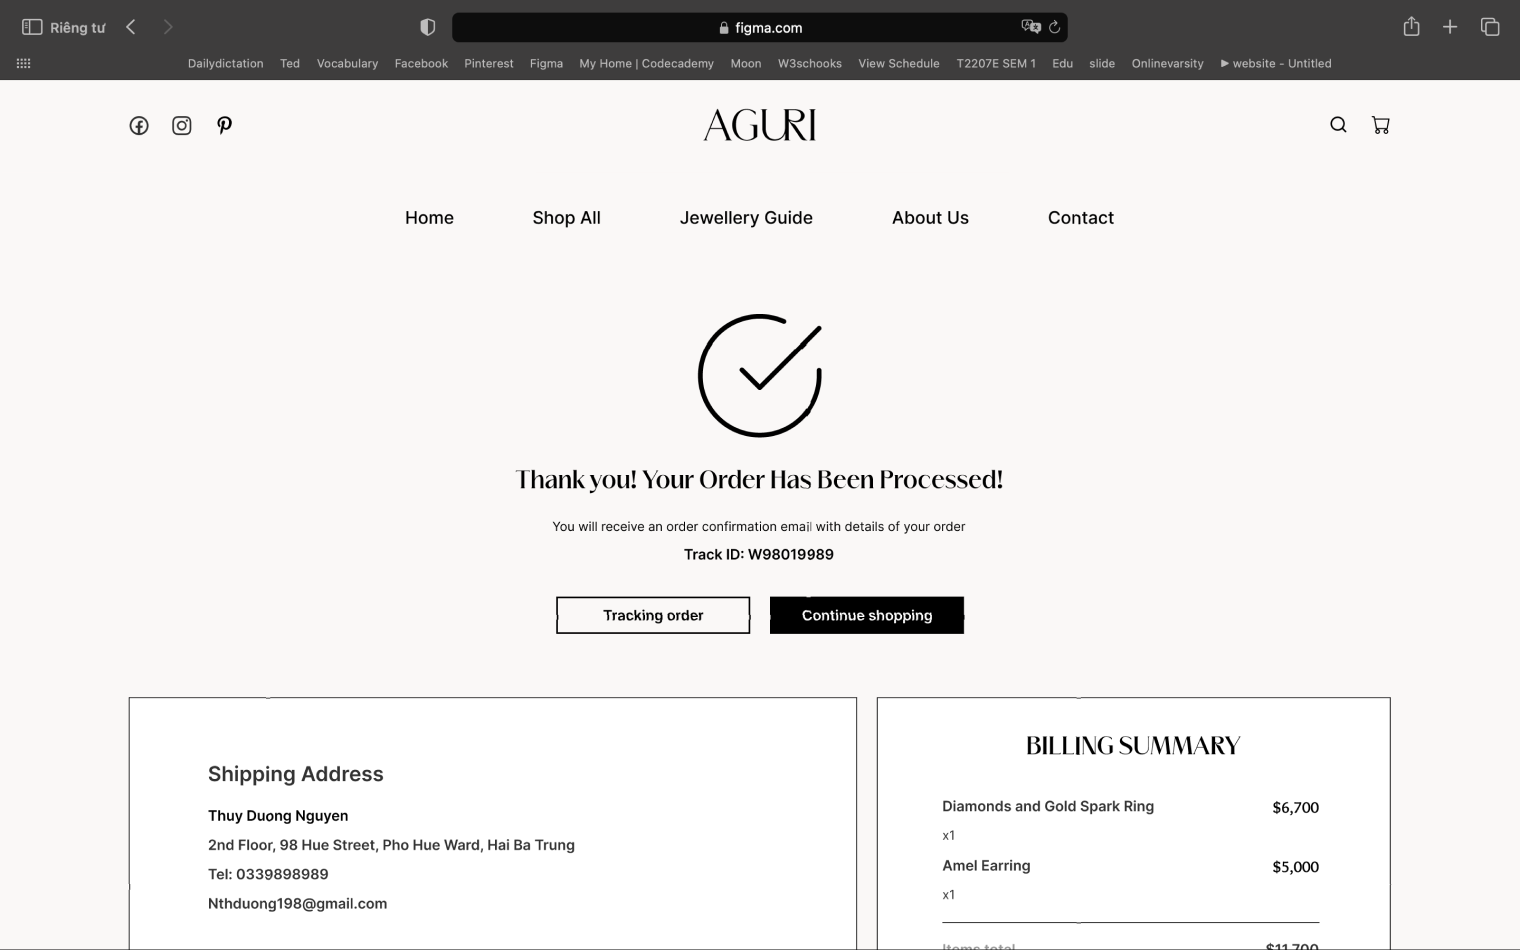 Riêng tư
figma.com
Dailydictation Ted Vocabulary Facebook Pinterest Figma My Home | Codecademy Moon W3schooks View Schedule T2207E SEM 1 Edu slide Onlinevarsity website - Untitled
AGURI
Home Shop All Jewellery Guide About Us Contact
Thank you! Your Order Has Been Processed!
You will receive an order confirmation email with details of your order
Track ID: W98019989
Tracking order Continue shopping
Shipping Address
Thuy Duong Nguyen
2nd Floor, 98 Hue Street, Pho Hue Ward, Hai Ba Trung
Tel: 0339898989
Nthduong198@gmail.com
BILLING SUMMARY
Diamonds and Gold Spark Ring $6,700
x1
Amel Earring $5,000
x1
Items total $11,700